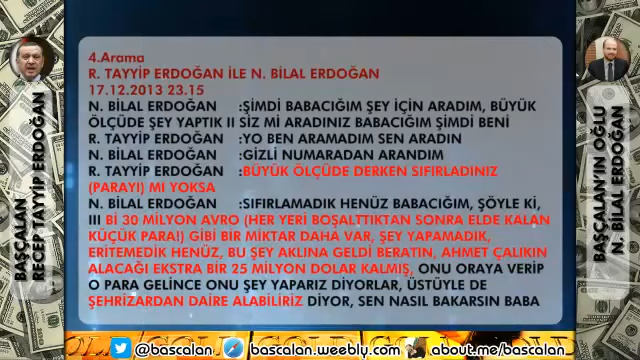 4.Arama
R. TAYYİP ERDOĞAN İLE N. BİLAL ERDOĞAN
17.12.2013 23.15
N. BİLAL ERDOĞAN :ŞİMDİ BABACIĞIM ŞEY İÇİN ARADIM, BÜYÜK
ÖLÇÜDE ŞEY YAPTIK II SİZ Mİ ARADINIZ BABACIĞIM ŞİMDİ BENİ
R. TAYYİP ERDOĞAN :YO BEN ARAMADIM SEN ARADIN
N. BİLAL ERDOĞAN :GİZLİ NUMARADAN ARANDIM
R. TAYYİP ERDOĞAN :BÜYÜK ÖLÇÜDE DERKEN SIFIRLADINIZ
(PARAYI) MI YOKSA
N. BİLAL ERDOĞAN :SIFIRLAMADIK HENÜZ BABACIĞIM, ŞÖYLE Kİ,
III Bİ 30 MİLYON AVRO (HER YERİ BOŞALTTIKTAN SONRA ELDE KALAN
KÜÇÜK PARA!) GİBİ BİR MİKTAR DAHA VAR, ŞEY YAPAMADIK,
ERİTEMEDİK HENÜZ, BU ŞEY AKLINA GELDİ BERATIN, AHMET ÇALIKIN
ALACAĞI EKSTRA BİR 25 MİLYON DOLAR KALMIŞ, ONU ORAYA VERİP
O PARA GELİNCE ONU ŞEY YAPARIZ DİYORLAR, ÜSTÜYLE DE
ŞEHRİZARDAN DAİRE ALABİLİRİZ DİYOR, SEN NASIL BAKARSIN BABA
BAŞÇALAN
RECEP TAYYİP ERDOĞAN
BAŞÇALAN'IN OĞLU
N. BİLAL ERDOĞAN
@bascalan
bascalan.weebly.com
about.me/bascalan